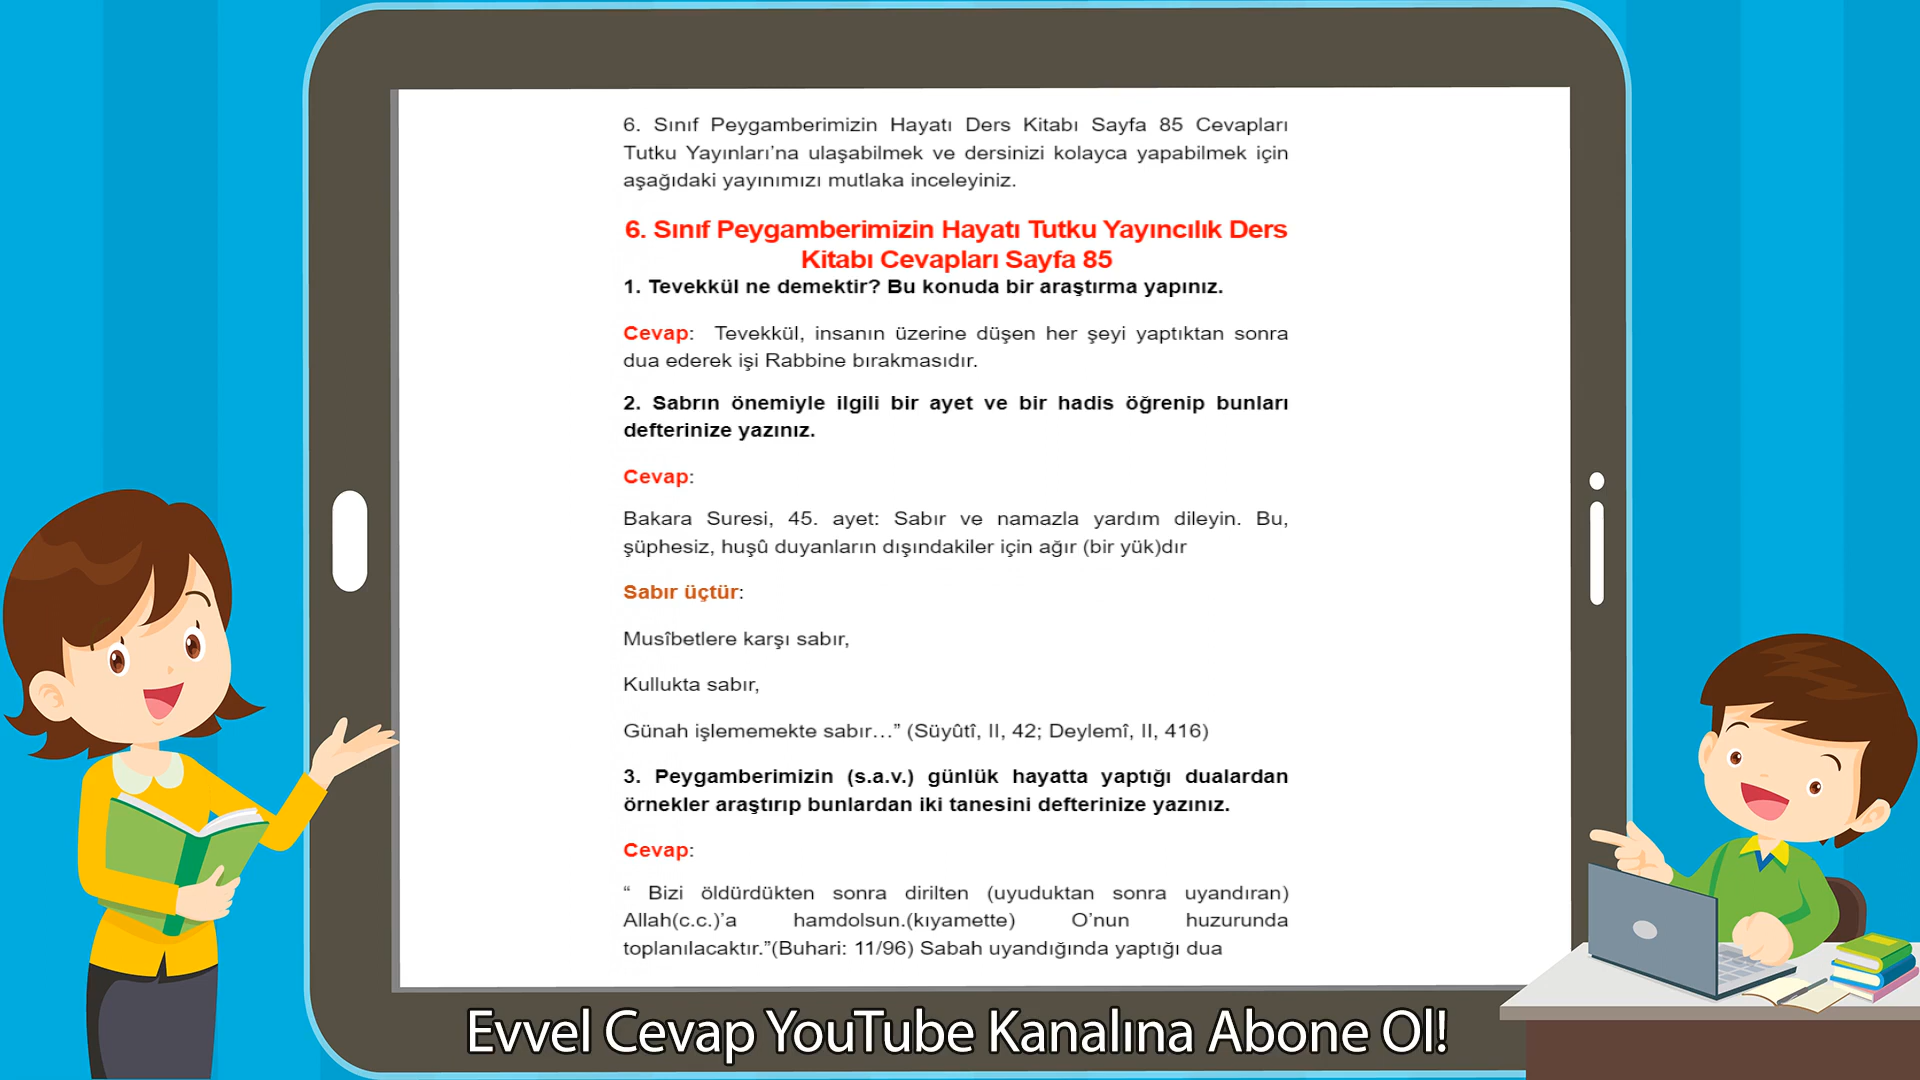 6. Sınıf Peygamberimizin Hayatı Ders Kitabı Sayfa 85 Cevapları
Tutku Yayınları’na ulaşabilmek ve dersinizi kolayca yapabilmek için
aşağıdaki yayınımızı mutlaka inceleyiniz.
6. Sınıf Peygamberimizin Hayatı Tutku Yayıncılık Ders
Kitabı Cevapları Sayfa 85
1. Tevekkül ne demektir? Bu konuda bir araştırma yapınız.
Cevap: Tevekkül, insanın üzerine düşen her şeyi yaptıktan sonra
dua ederek işi Rabbine bırakmasıdır.
2. Sabrın önemiyle ilgili bir ayet ve bir hadis öğrenip bunları
defterinize yazınız.
Cevap:
Bakara Suresi, 45. ayet: Sabır ve namazla yardım dileyin. Bu,
şüphesiz, huşû duyanların dışındakiler için ağır (bir yük)dır
Sabır üçtür:
Musîbetlere karşı sabır,
Kullukta sabır,
Günah işlememekte sabır…” (Süyûtî, II, 42; Deylemî, II, 416)
3. Peygamberimizin (s.a.v.) günlük hayatta yaptığı dualardan
örnekler araştırıp bunlardan iki tanesini defterinize yazınız.
Cevap:
“ Bizi öldürdükten sonra dirilten (uyuduktan sonra uyandıran)
Allah(c.c.)’a hamdolsun.(kıyamette) O’nun huzurunda
toplanılacaktır.”(Buhari: 11/96) Sabah uyandığında yaptığı dua
Evvel Cevap YouTube Kanalına Abone Ol!